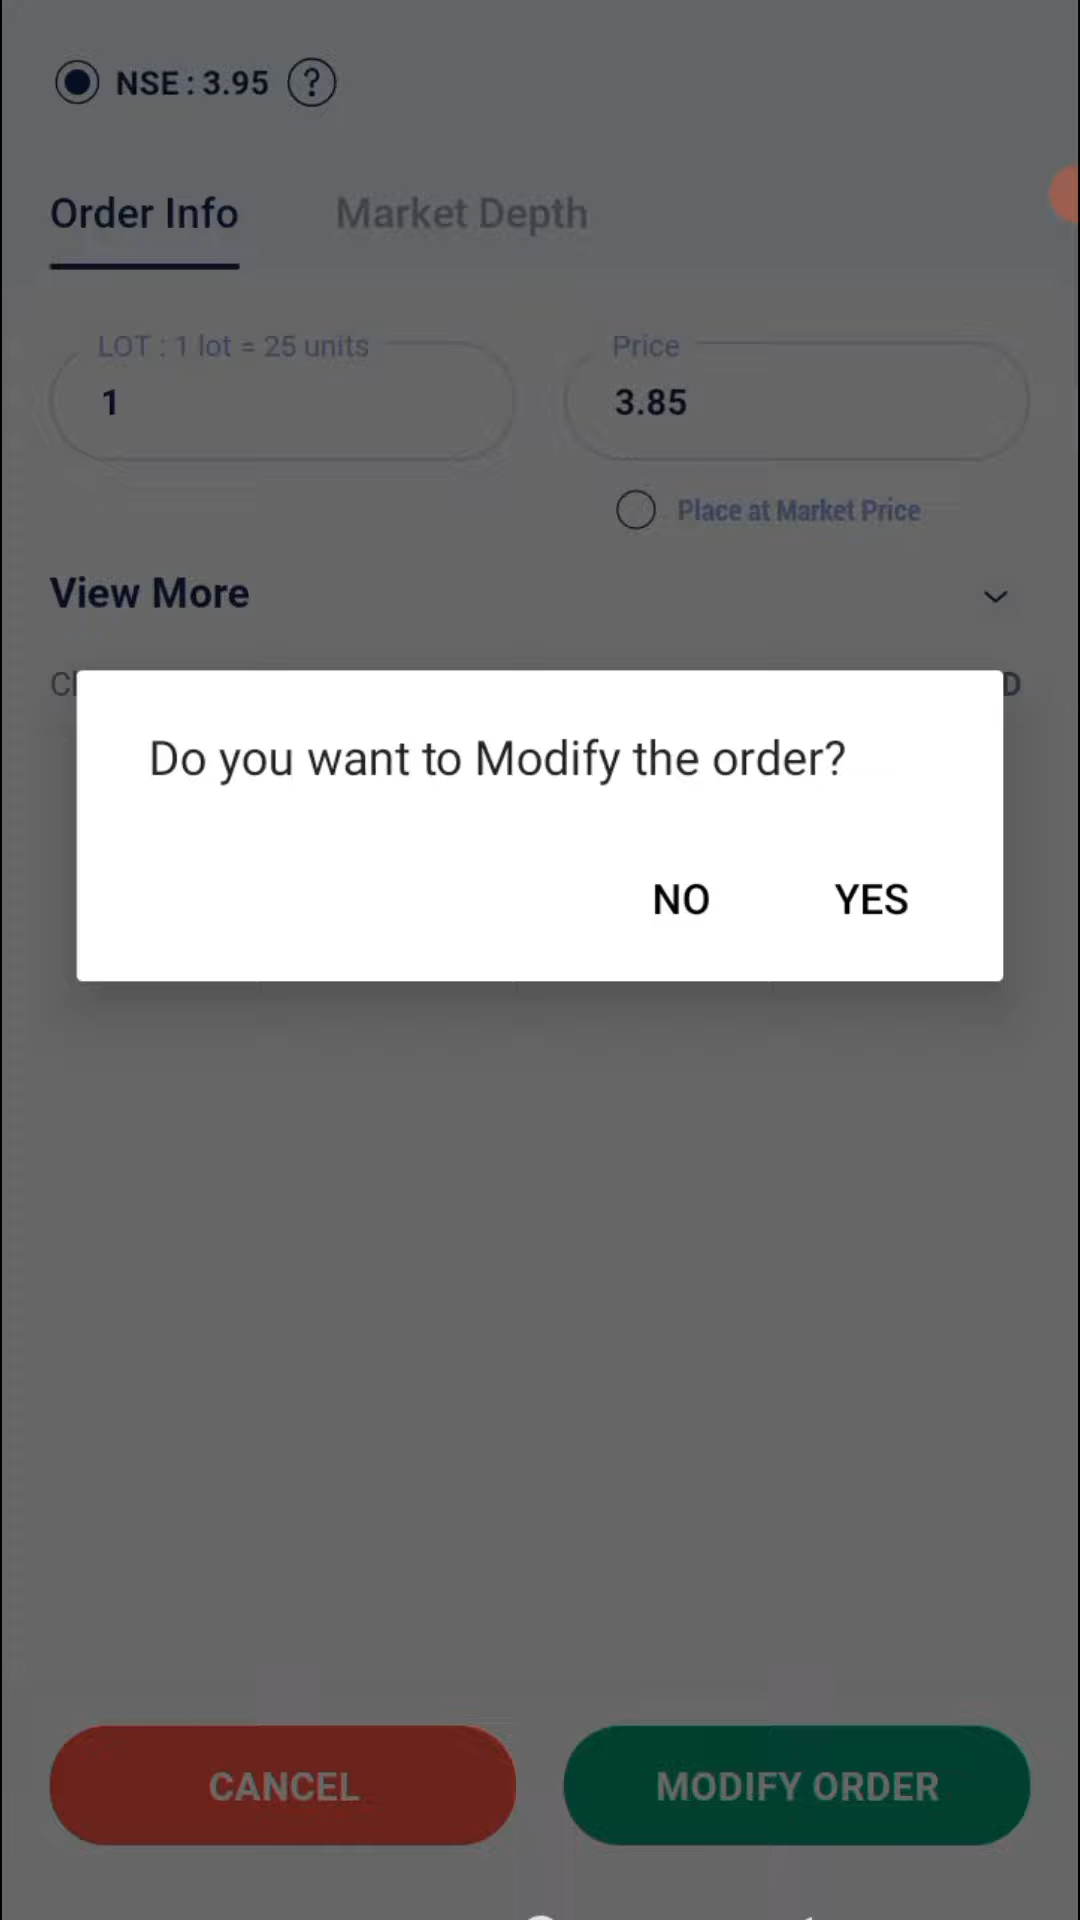 NSE : 3.95 ?
Order Info Market Depth
LOT : 1 lot = 25 units Price
1 3.85
Place at Market Price
View More
Do you want to Modify the order?
NO YES
CANCEL MODIFY ORDER